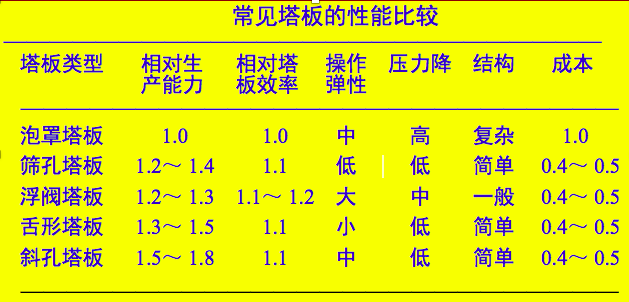 常见塔板的性能比较
塔板类型 相对生产能力 相对塔板效率 操作弹性 压力降 结构 成本
泡罩塔板 1.0 1.0 中 高 复杂 1.0
筛孔塔板 1.2～1.4 1.1 低 低 简单 0.4～0.5
浮阀塔板 1.2～1.3 1.1～1.2 大 中 一般 0.4～0.5
舌形塔板 1.3～1.5 1.1 小 低 简单 0.4～0.5
斜孔塔板 1.5～1.8 1.1 中 低 简单 0.4～0.5